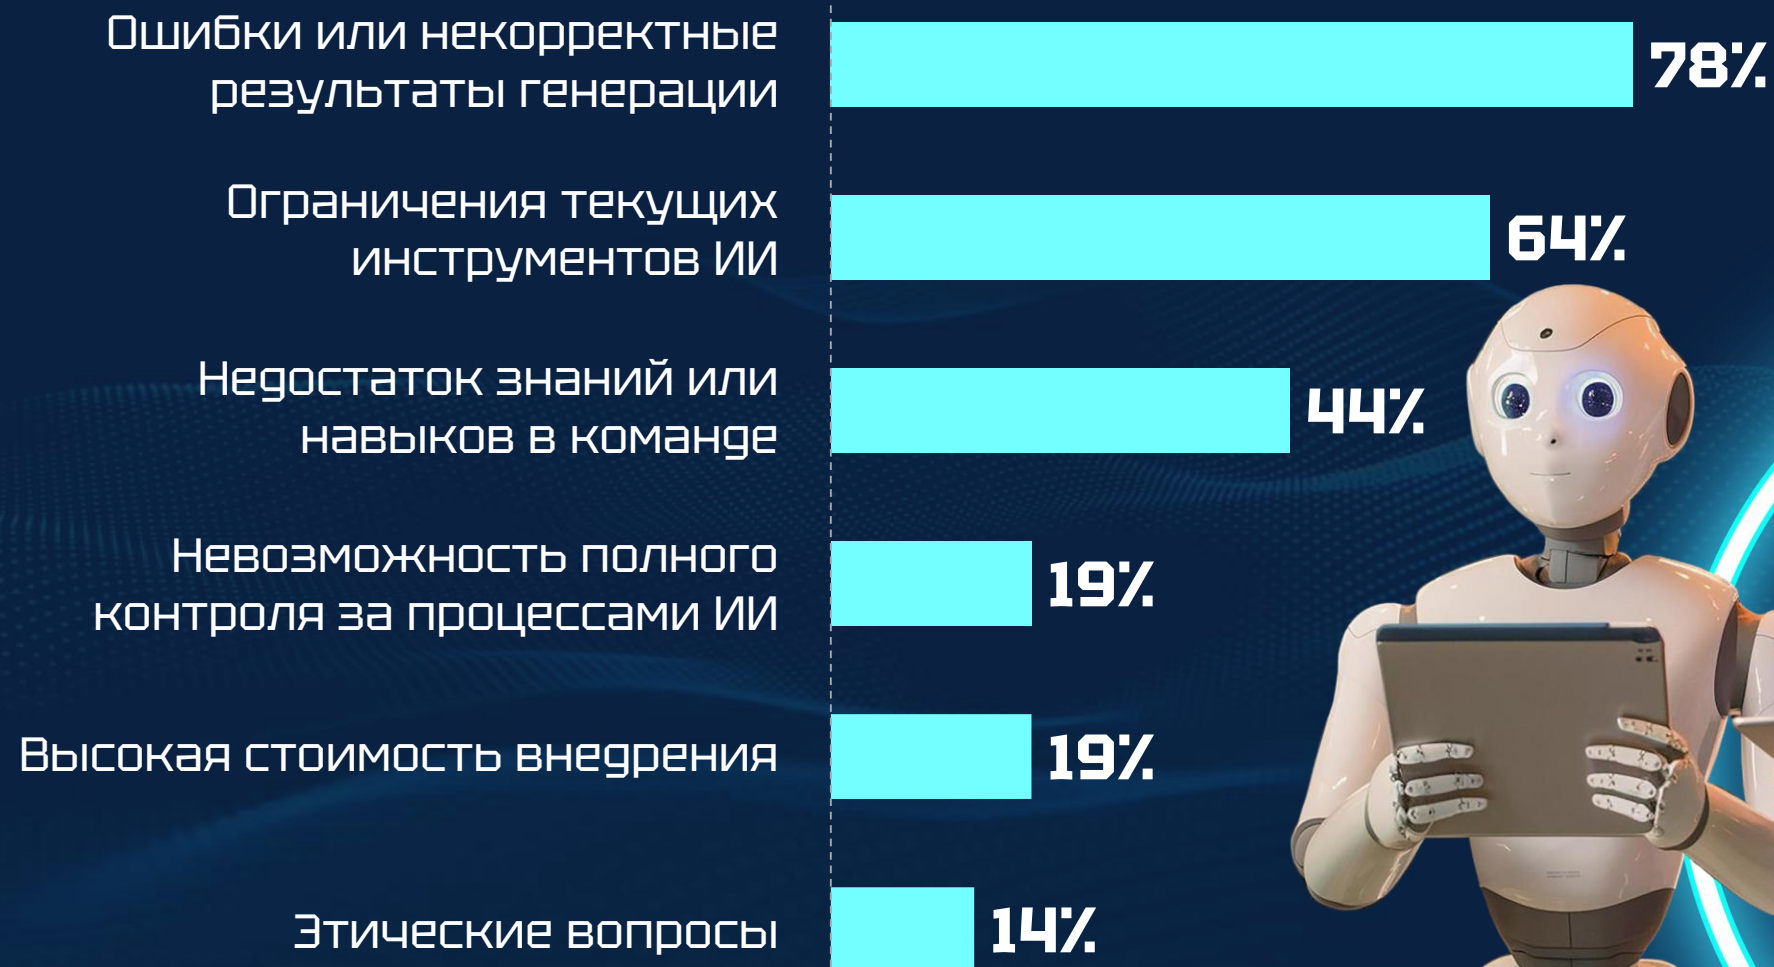 Ошибки или некорректные
результаты генерации
78%
Ограничения текущих
инструментов ИИ
64%
Недостаток знаний или
навыков в команде
44%
Невозможность полного
контроля за процессами ИИ
19%
Высокая стоимость внедрения
19%
Этические вопросы
14%